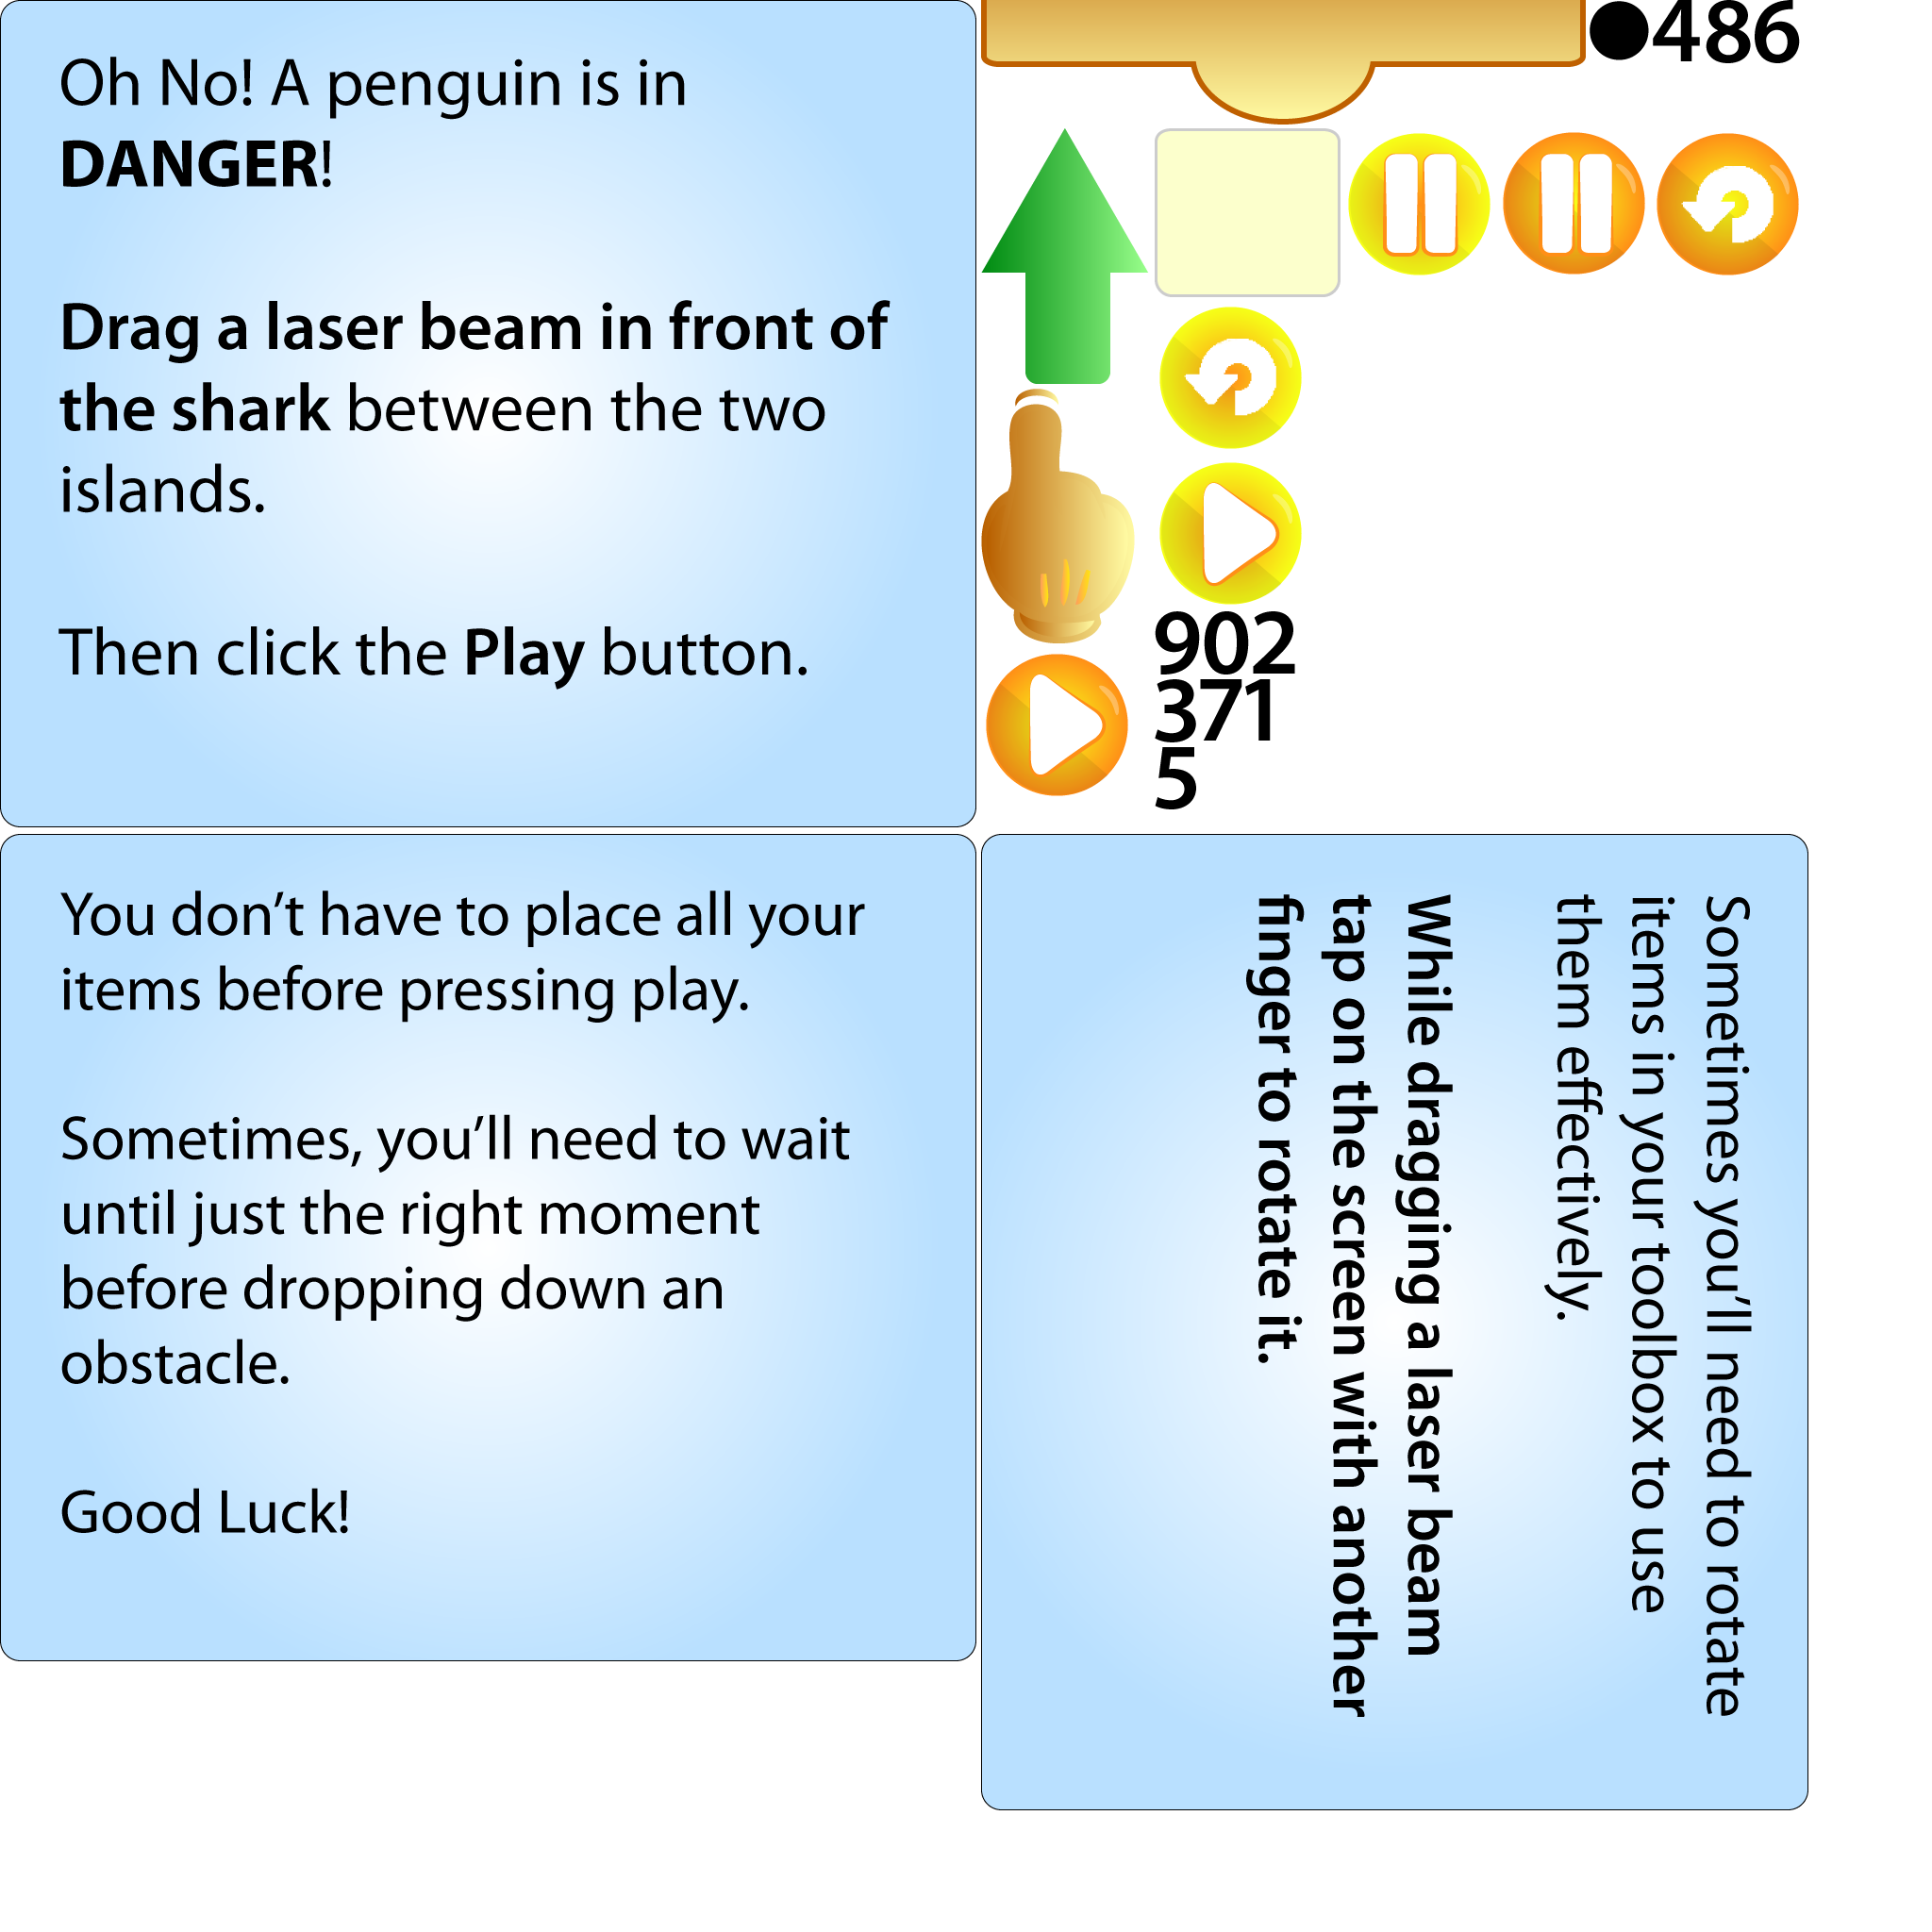 Oh No! A penguin is in
DANGER!
Drag a laser beam in front of
the shark between the two
islands.
Then click the Play button.
486
902
371
5
You don’t have to place all your
items before pressing play.
Sometimes, you’ll need to wait
until just the right moment
before dropping down an
obstacle.
Good Luck!
Sometimes you’ll need to rotate
items in your toolbox to use
them effectively.
While dragging a laser beam
tap on the screen with another
finger to rotate it.